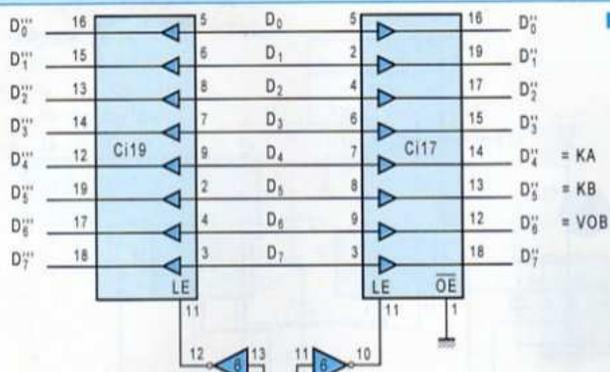 D0''' 16 5 D0 5 16 D0''
D1''' 15 6 D1 2 19 D1''
D2''' 13 8 D2 4 17 D2''
D3''' 14 7 D3 6 15 D3''
Ci19 Ci17
D4''' 12 9 D4 7 14 D4'' = KA
D5''' 19 2 D5 8 13 D5'' = KB
D6''' 17 4 D6 9 12 D6'' = VOB
D7''' 18 3 D7 3 18 D7''
LE LE OE
11 11 1
12 6 13 11 6 10